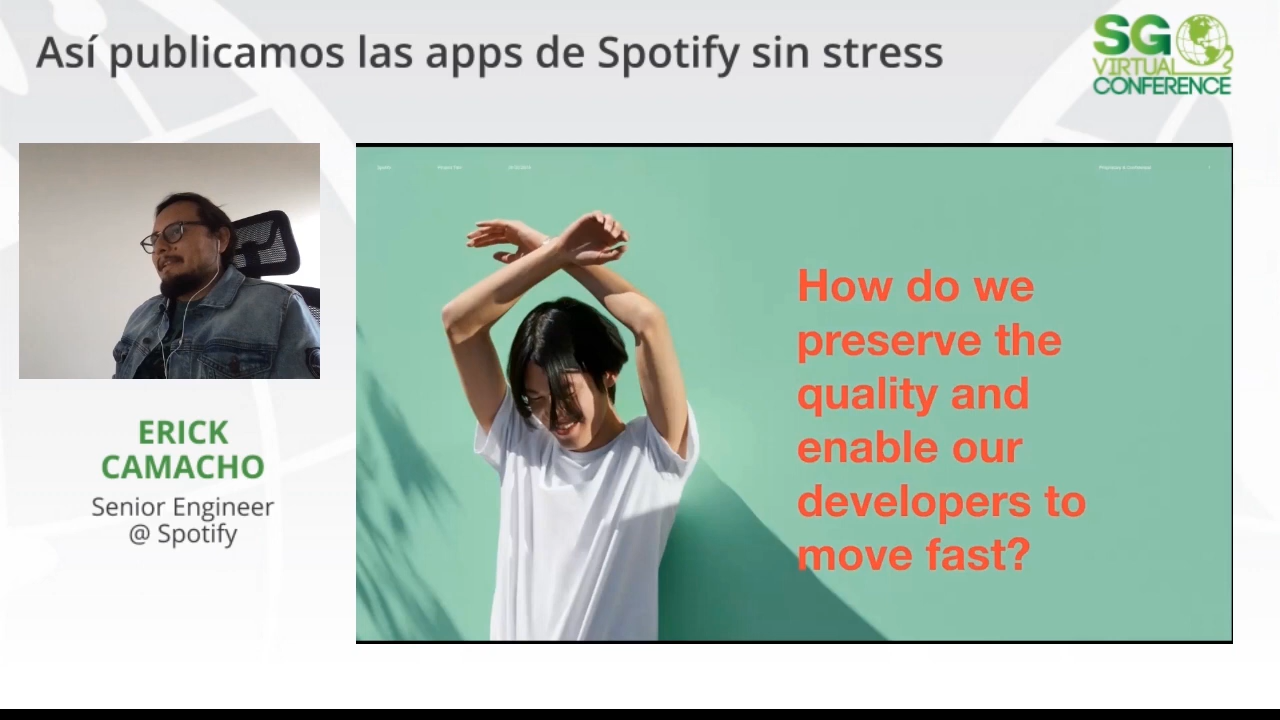 Así publicamos las apps de Spotify sin stress
SG
VIRTUAL
CONFERENCE
ERICK
CAMACHO
Senior Engineer
@ Spotify
Spotify
How do we
preserve the
quality and
enable our
developers to
move fast?